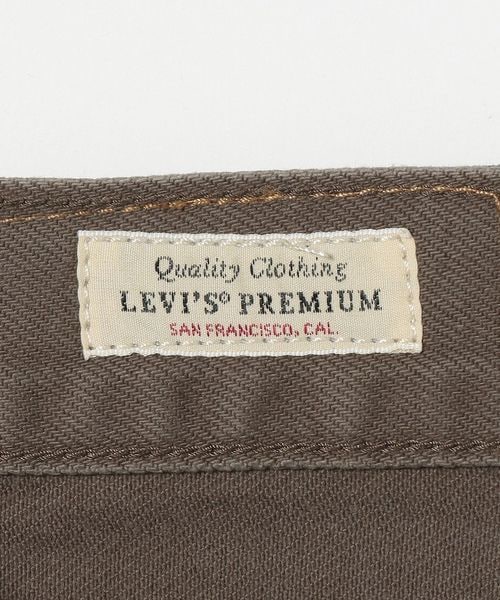 Quality Clothing
LEVI'S® PREMIUM
SAN FRANCISCO, CAL.